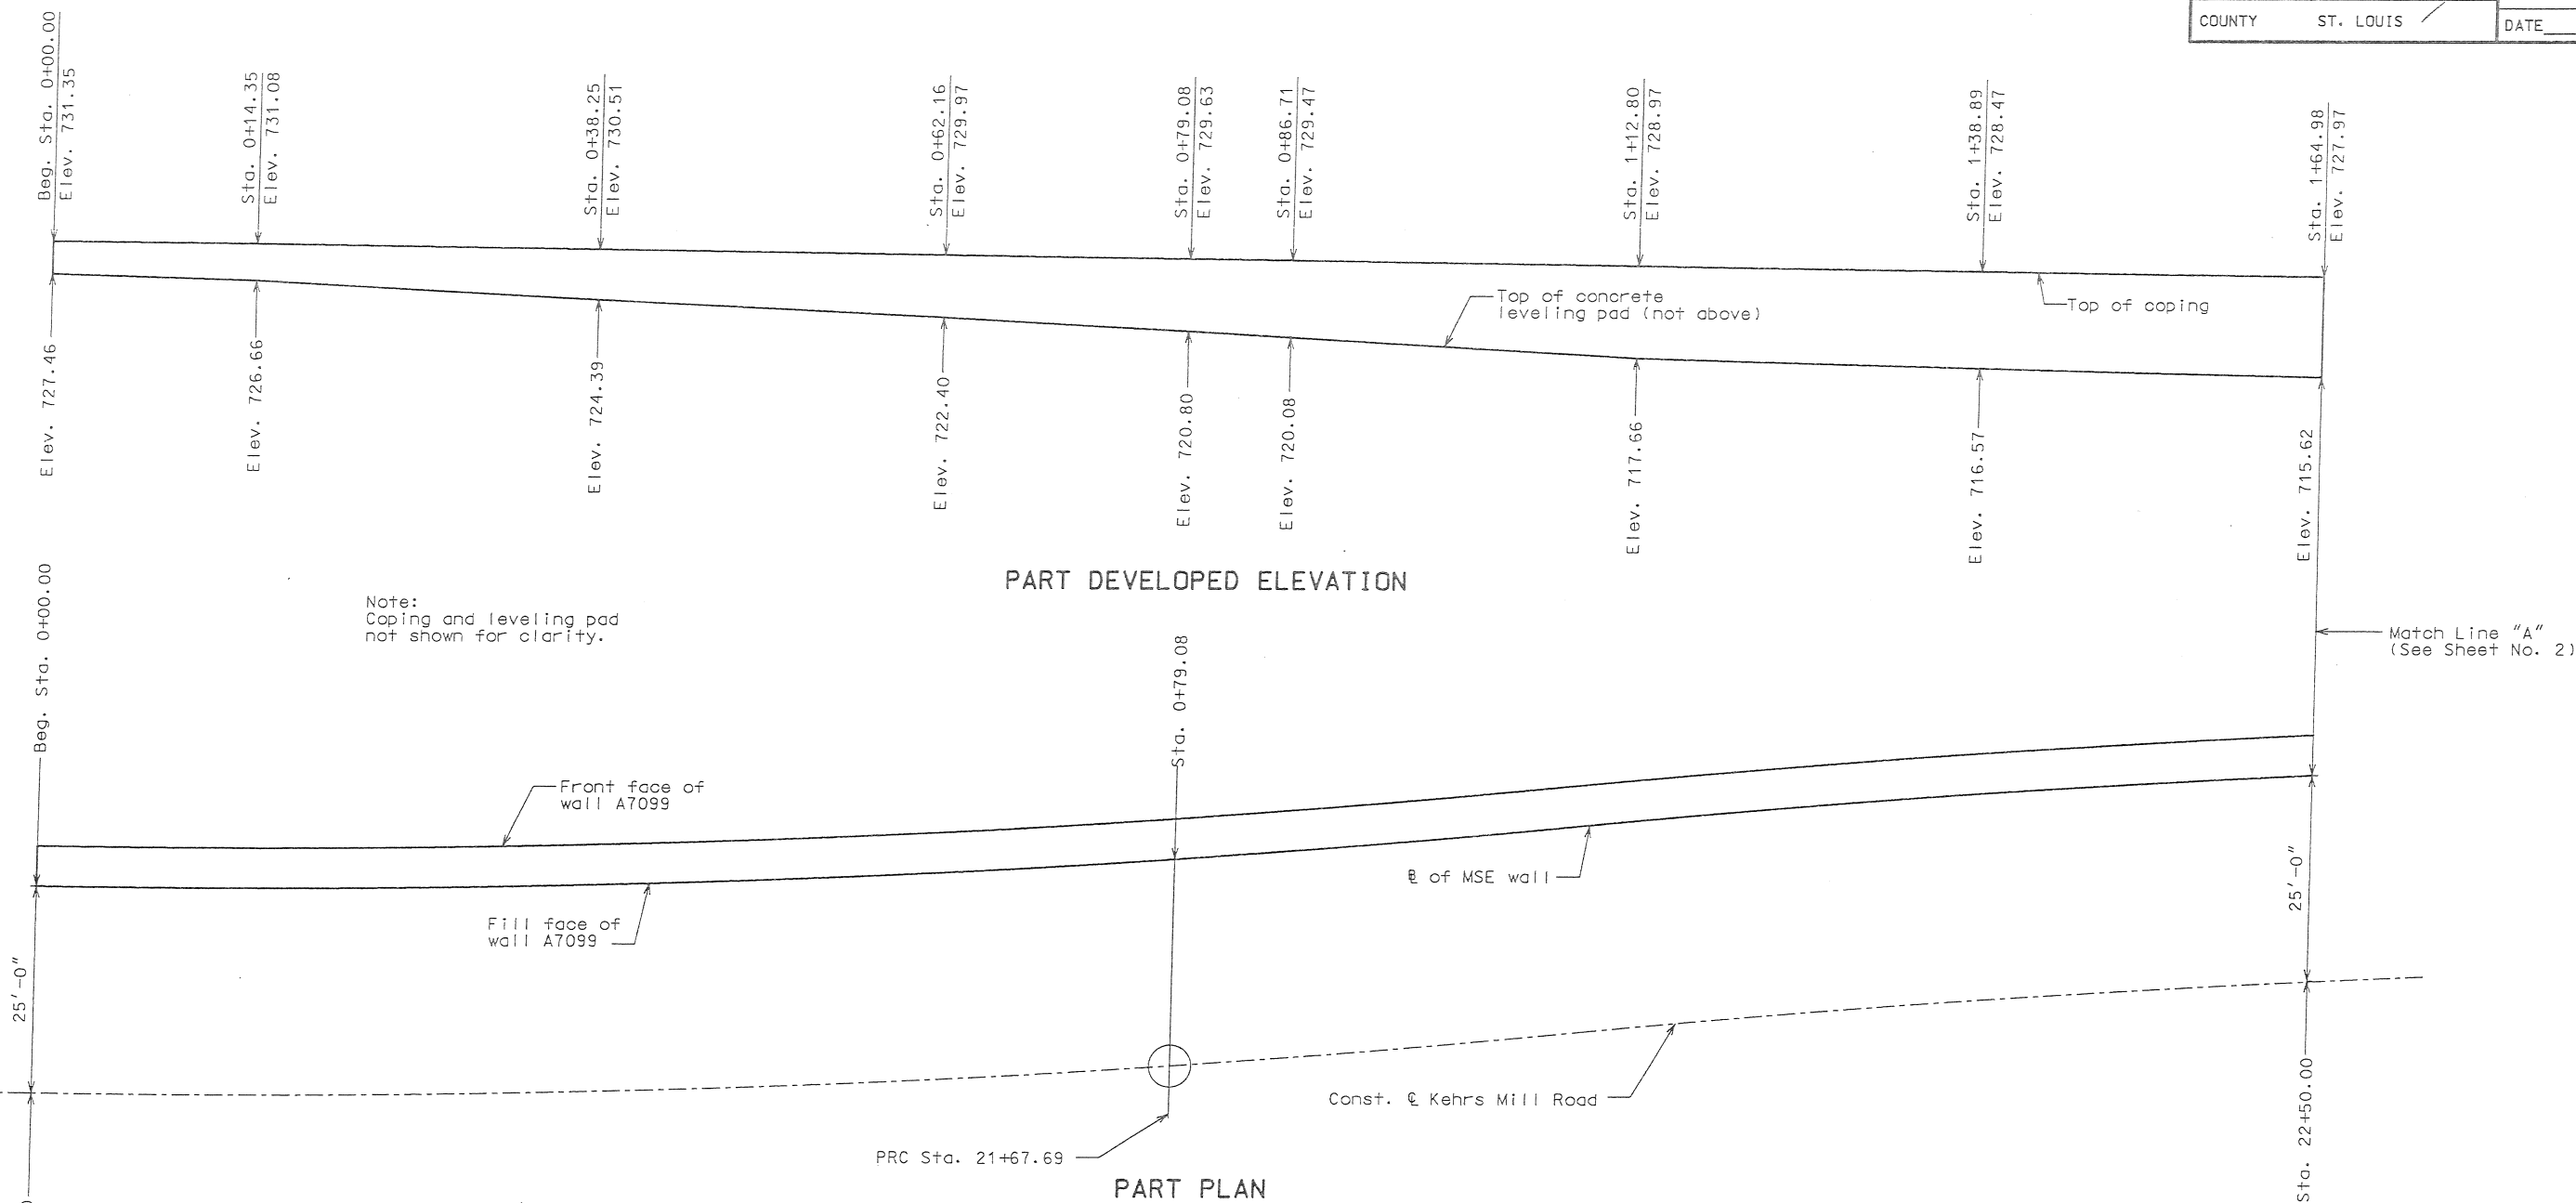 COUNTY ST. LOUIS
DATE
Beg. Sta. 0+00.00
Elev. 731.35
Sta. 0+14.35
Elev. 731.08
Sta. 0+38.25
Elev. 730.51
Sta. 0+62.16
Elev. 729.97
Sta. 0+79.08
Elev. 729.63
Sta. 0+86.71
Elev. 729.47
Sta. 1+12.80
Elev. 728.97
Sta. 1+38.89
Elev. 728.47
Sta. 1+64.98
Elev. 727.97
Top of concrete
leveling pad (not above)
Top of coping
Elev. 727.46
Elev. 726.66
Elev. 724.39
Elev. 722.40
Elev. 720.80
Elev. 720.08
Elev. 717.66
Elev. 716.57
Elev. 715.62
PART DEVELOPED ELEVATION
Note:
Coping and leveling pad
not shown for clarity.
Beg. Sta. 0+00.00
Sta. 0+79.08
Match Line "A"
(See Sheet No. 2)
Front face of
wall A7099
Fill face of
wall A7099
℄ of MSE wall
25'-0"
25'-0"
Const. ℄ Kehrs Mill Road
PRC Sta. 21+67.69
Sta. 22+50.00
PART PLAN